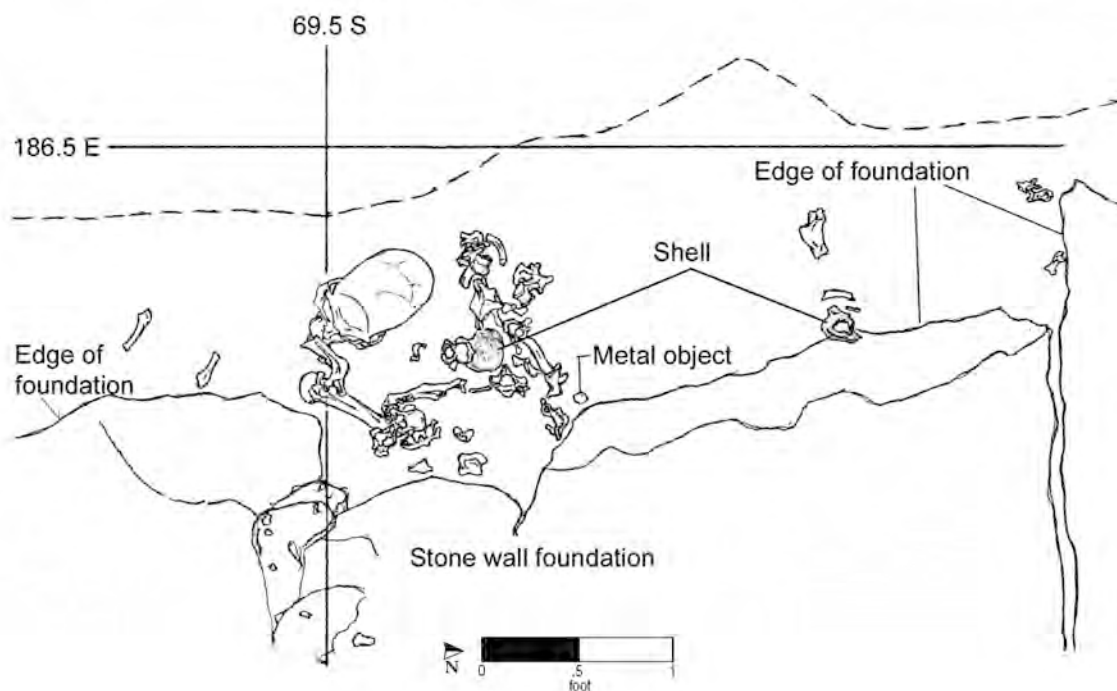 69.5 S
186.5 E
Edge of foundation
Shell
Edge of
foundation
Metal object
Stone wall foundation
N
0 .5 1
foot